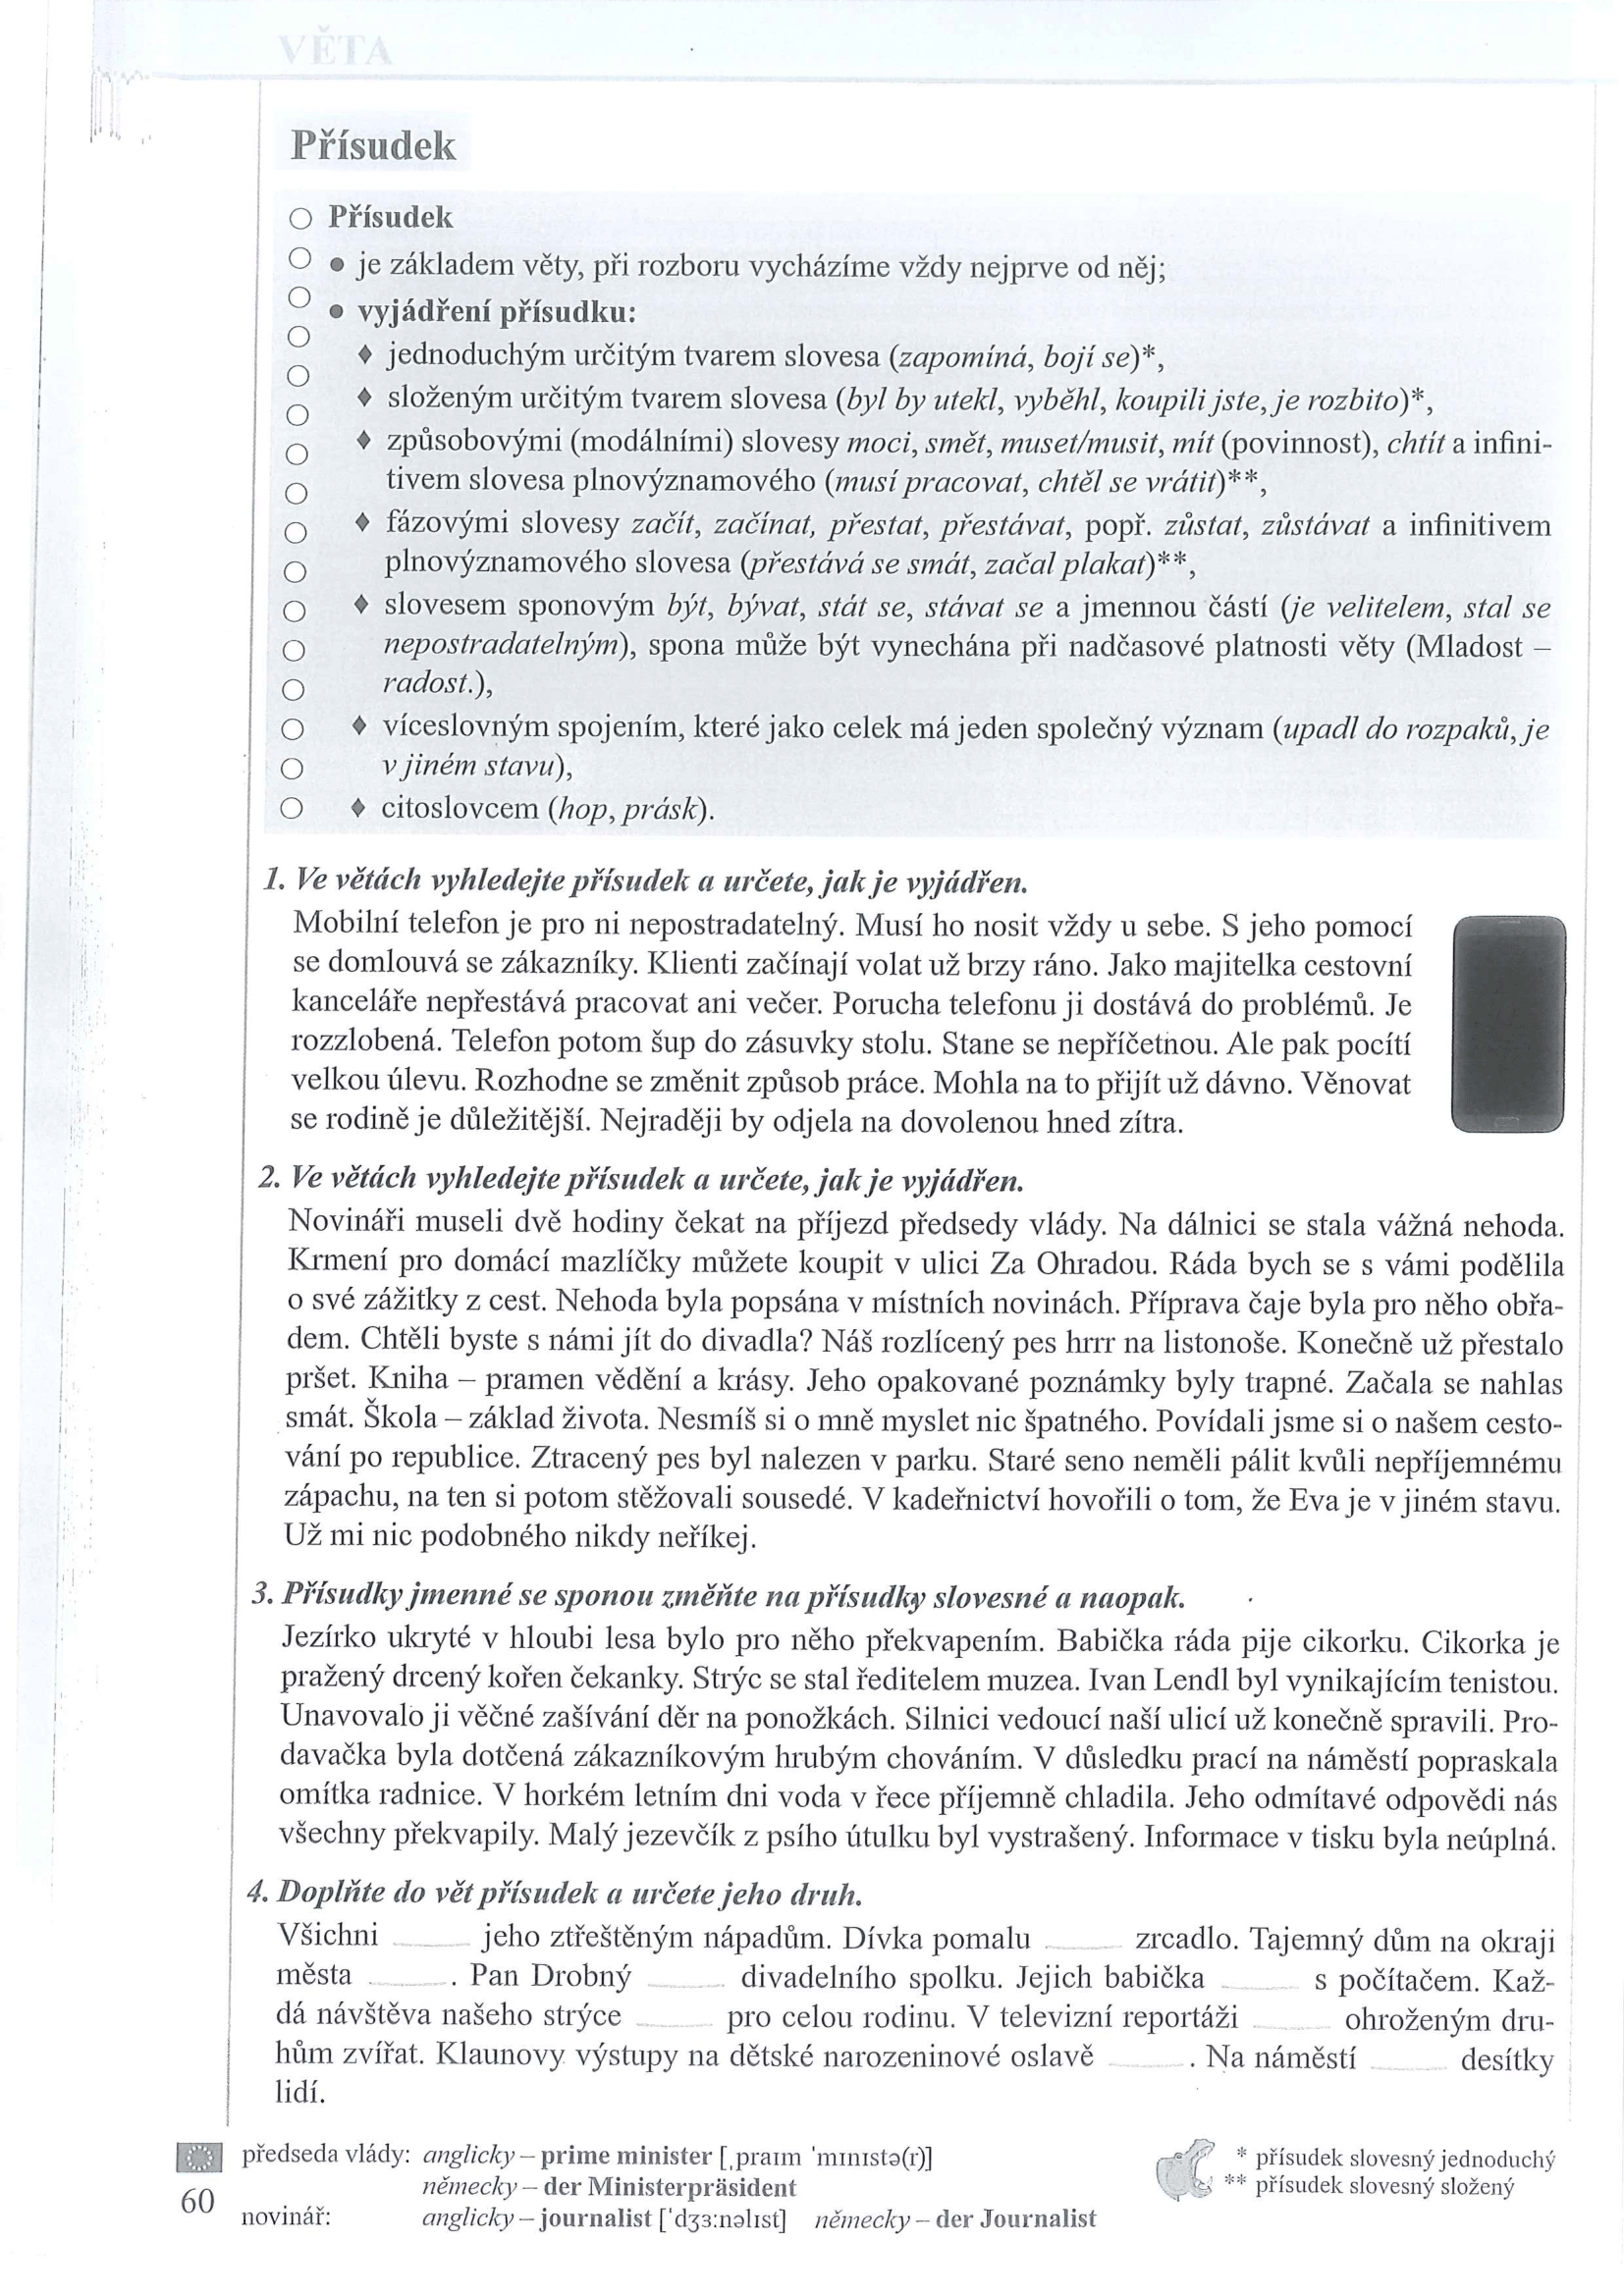 VĚTA
Přísudek
Přísudek
• je základem věty, při rozboru vycházíme vždy nejprve od něj;
• vyjádření přísudku:
♦ jednoduchým určitým tvarem slovesa (zapomíná, bojí se)*,
♦ složeným určitým tvarem slovesa (byl by utekl, vyběhl, koupili jste, je rozbito)*,
♦ způsobovými (modálními) slovesy moci, smět, muset/musit, mít (povinnost), chtít a infini-
tivem slovesa plnovýznamového (musí pracovat, chtěl se vrátit)**,
♦ fázovými slovesy začít, začínat, přestat, přestávat, popř. zůstat, zůstávat a infinitivem
plnovýznamového slovesa (přestává se smát, začal plakat)**,
♦ slovesem sponovým být, bývat, stát se, stávat se a jmennou částí (je velitelem, stal se
nepostradatelným), spona může být vynechána při nadčasové platnosti věty (Mladost –
radost.),
♦ víceslovným spojením, které jako celek má jeden společný význam (upadl do rozpaků, je
v jiném stavu),
♦ citoslovcem (hop, prásk).
1. Ve větách vyhledejte přísudek a určete, jak je vyjádřen.
Mobilní telefon je pro ni nepostradatelný. Musí ho nosit vždy u sebe. S jeho pomocí
se domlouvá se zákazníky. Klienti začínají volat už brzy ráno. Jako majitelka cestovní
kanceláře nepřestává pracovat ani večer. Porucha telefonu ji dostává do problémů. Je
rozzlobená. Telefon potom šup do zásuvky stolu. Stane se nepříčetnou. Ale pak pocítí
velkou úlevu. Rozhodne se změnit způsob práce. Mohla na to přijít už dávno. Věnovat
se rodině je důležitější. Nejraději by odjela na dovolenou hned zítra.
2. Ve větách vyhledejte přísudek a určete, jak je vyjádřen.
Novináři museli dvě hodiny čekat na příjezd předsedy vlády. Na dálnici se stala vážná nehoda.
Krmení pro domácí mazlíčky můžete koupit v ulici Za Ohradou. Ráda bych se s vámi podělila
o své zážitky z cest. Nehoda byla popsána v místních novinách. Příprava čaje byla pro něho obřa-
dem. Chtěli byste s námi jít do divadla? Náš rozlícený pes hrrr na listonoše. Konečně už přestalo
pršet. Kniha – pramen vědění a krásy. Jeho opakované poznámky byly trapné. Začala se nahlas
smát. Škola – základ života. Nesmíš si o mně myslet nic špatného. Povídali jsme si o našem cesto-
vání po republice. Ztracený pes byl nalezen v parku. Staré seno neměli pálit kvůli nepříjemnému
zápachu, na ten si potom stěžovali sousedé. V kadeřnictví hovořili o tom, že Eva je v jiném stavu.
Už mi nic podobného nikdy neříkej.
3. Přísudky jmenné se sponou změňte na přísudky slovesné a naopak.
Jezírko ukryté v hloubi lesa bylo pro něho překvapením. Babička ráda pije cikorku. Cikorka je
pražený drcený kořen čekanky. Strýc se stal ředitelem muzea. Ivan Lendl byl vynikajícím tenistou.
Unavovalo ji věčné zašívání děr na ponožkách. Silnici vedoucí naší ulicí už konečně spravili. Pro-
davačka byla dotčená zákazníkovým hrubým chováním. V důsledku prací na náměstí popraskala
omítka radnice. V horkém letním dni voda v řece příjemně chladila. Jeho odmítavé odpovědi nás
všechny překvapily. Malý jezevčík z psího útulku byl vystrašený. Informace v tisku byla neúplná.
4. Doplňte do vět přísudek a určete jeho druh.
Všichni _____ jeho ztřeštěným nápadům. Dívka pomalu _____ zrcadlo. Tajemný dům na okraji
města _____. Pan Drobný _____ divadelního spolku. Jejich babička _____ s počítačem. Kaž-
dá návštěva našeho strýce _____ pro celou rodinu. V televizní reportáži _____ ohroženým dru-
hům zvířat. Klaunovy výstupy na dětské narozeninové oslavě _____. Na náměstí _____ desítky
lidí.
předseda vlády: anglicky – prime minister [ˌpraɪm ˈmɪnɪstə(r)]
německy – der Ministerpräsident
novinář: anglicky – journalist [ˈdʒɜːnəlɪst] německy – der Journalist
* přísudek slovesný jednoduchý
** přísudek slovesný složený
60